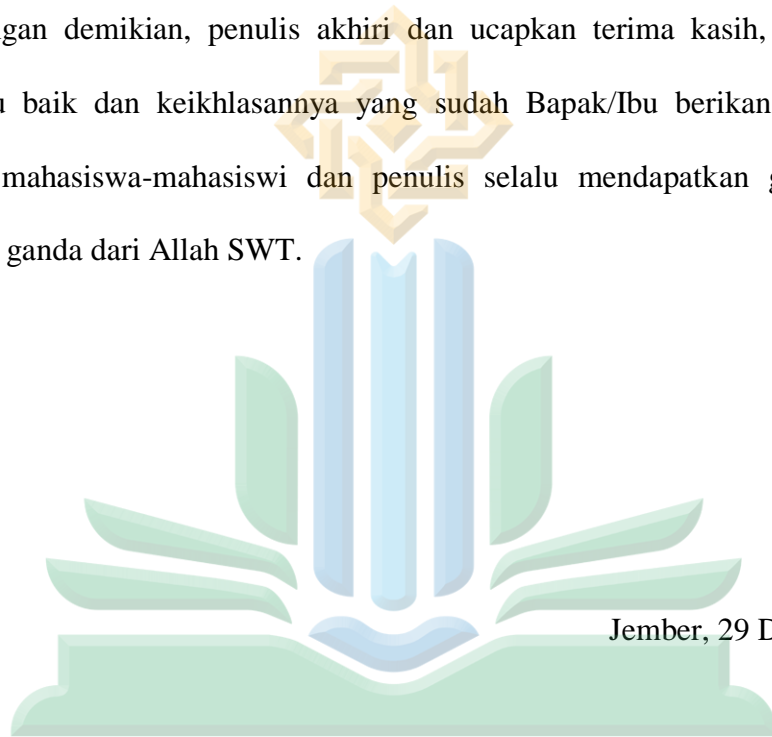 gan demikian, penulis akhiri dan ucapkan terima kasih,
baik dan keikhlasannya yang sudah Bapak/Ibu berikan
mahasiswa-mahasiswi dan penulis selalu mendapatkan
ganda dari Allah SWT.
Jember, 29 D